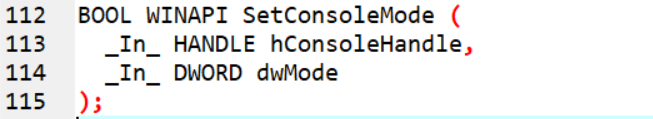 112 BOOL WINAPI SetConsoleMode (
113   _In_ HANDLE hConsoleHandle,
114   _In_ DWORD dwMode
115 );